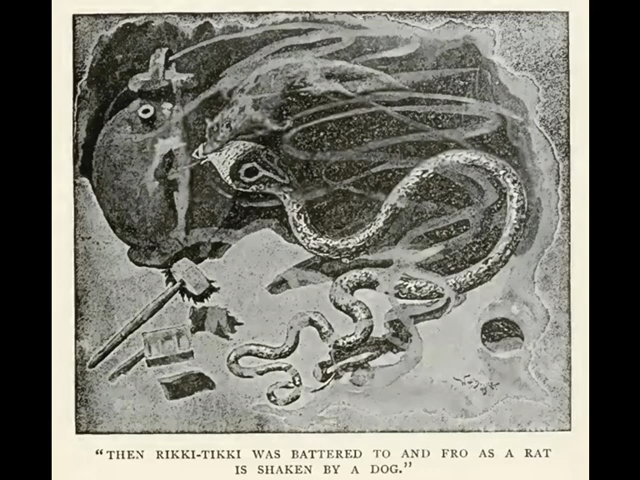 "THEN RIKKI-TIKKI WAS BATTERED TO AND FRO AS A RAT
IS SHAKEN BY A DOG."